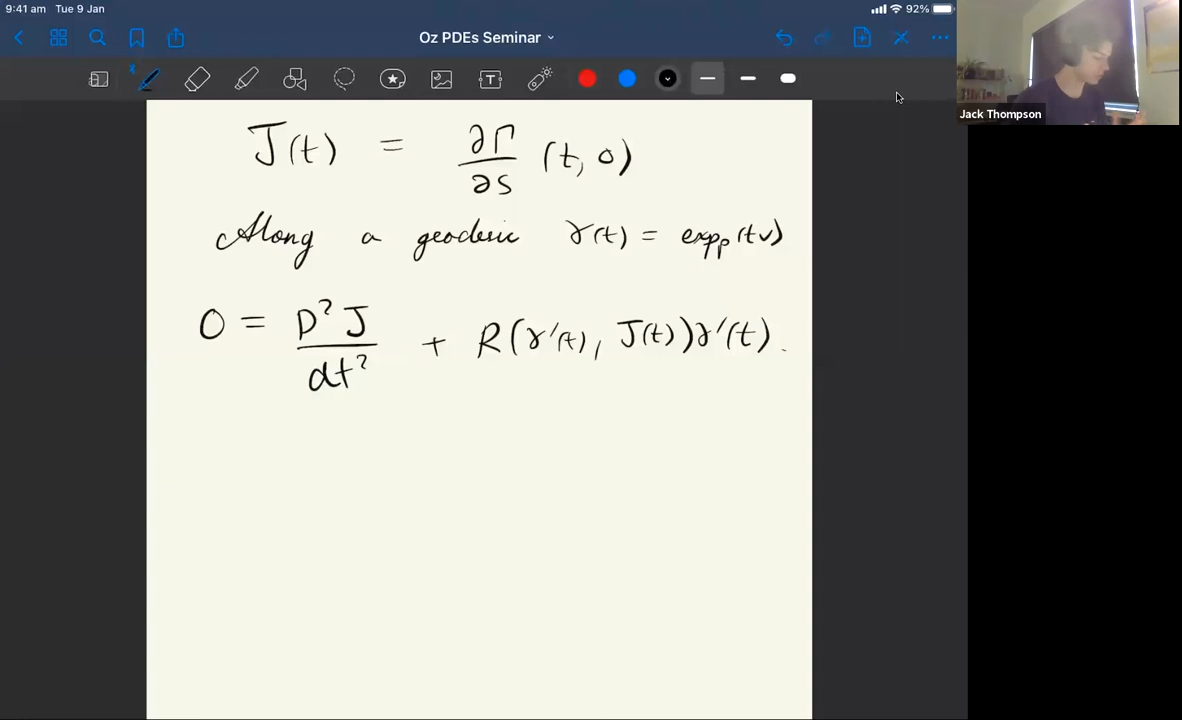 9:41 am Tue 9 Jan
92%
Oz PDEs Seminar
Jack Thompson
J(t) = ∂Γ/∂s (t, 0)
Along a geodesic γ(t) = exp_p(tv)
0 = D²J/dt² + R(γ'(t), J(t))γ'(t).